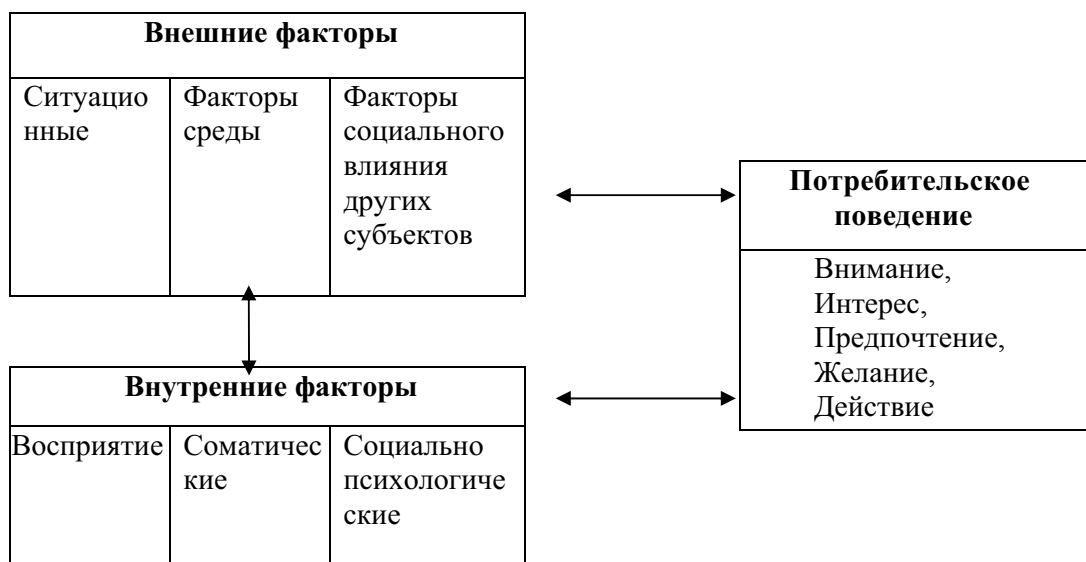 Внешние факторы
Ситуацио
нные
Факторы
среды
Факторы
социального
влияния
других
субъектов
Потребительское
поведение
Внимание,
Интерес,
Предпочтение,
Желание,
Действие
Внутренние факторы
Восприятие
Соматичес
кие
Социально
психологиче
ские